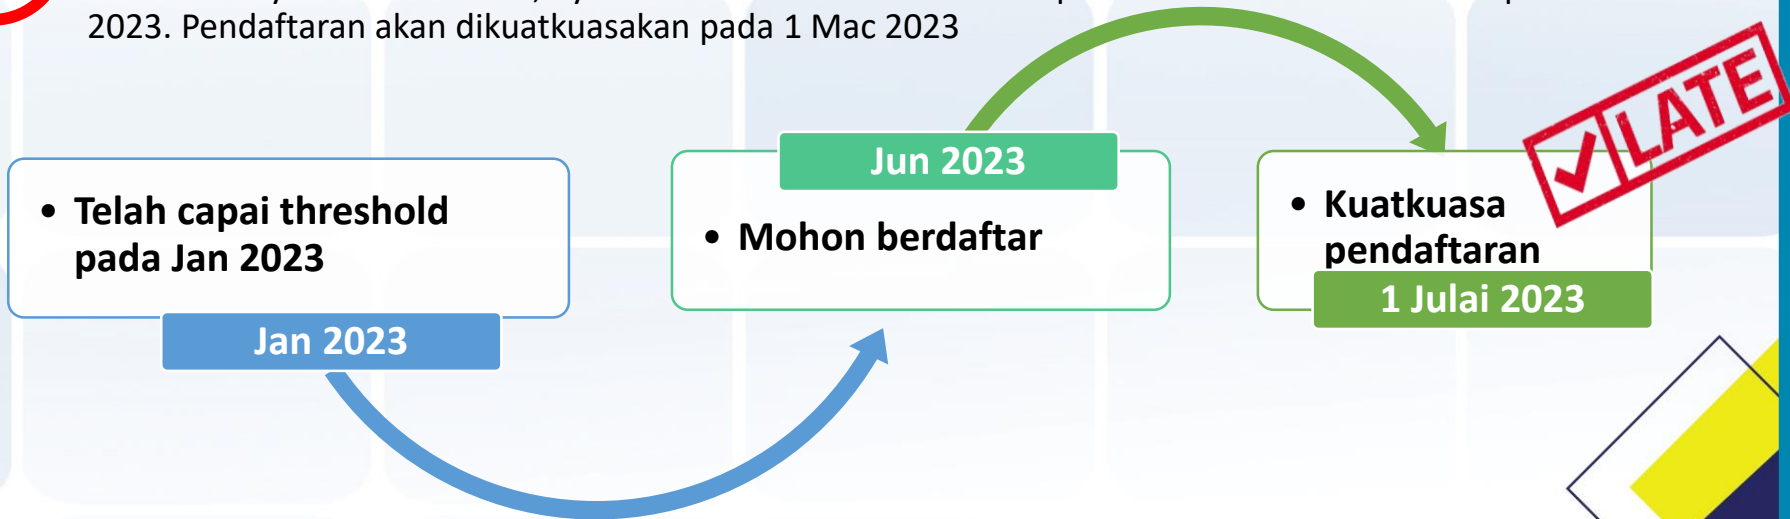 2023. Pendaftaran akan dikuatkuasakan pada 1 Mac 2023
LATE
Jun 2023
• Telah capai threshold
pada Jan 2023
• Mohon berdaftar
• Kuatkuasa
pendaftaran
1 Julai 2023
Jan 2023